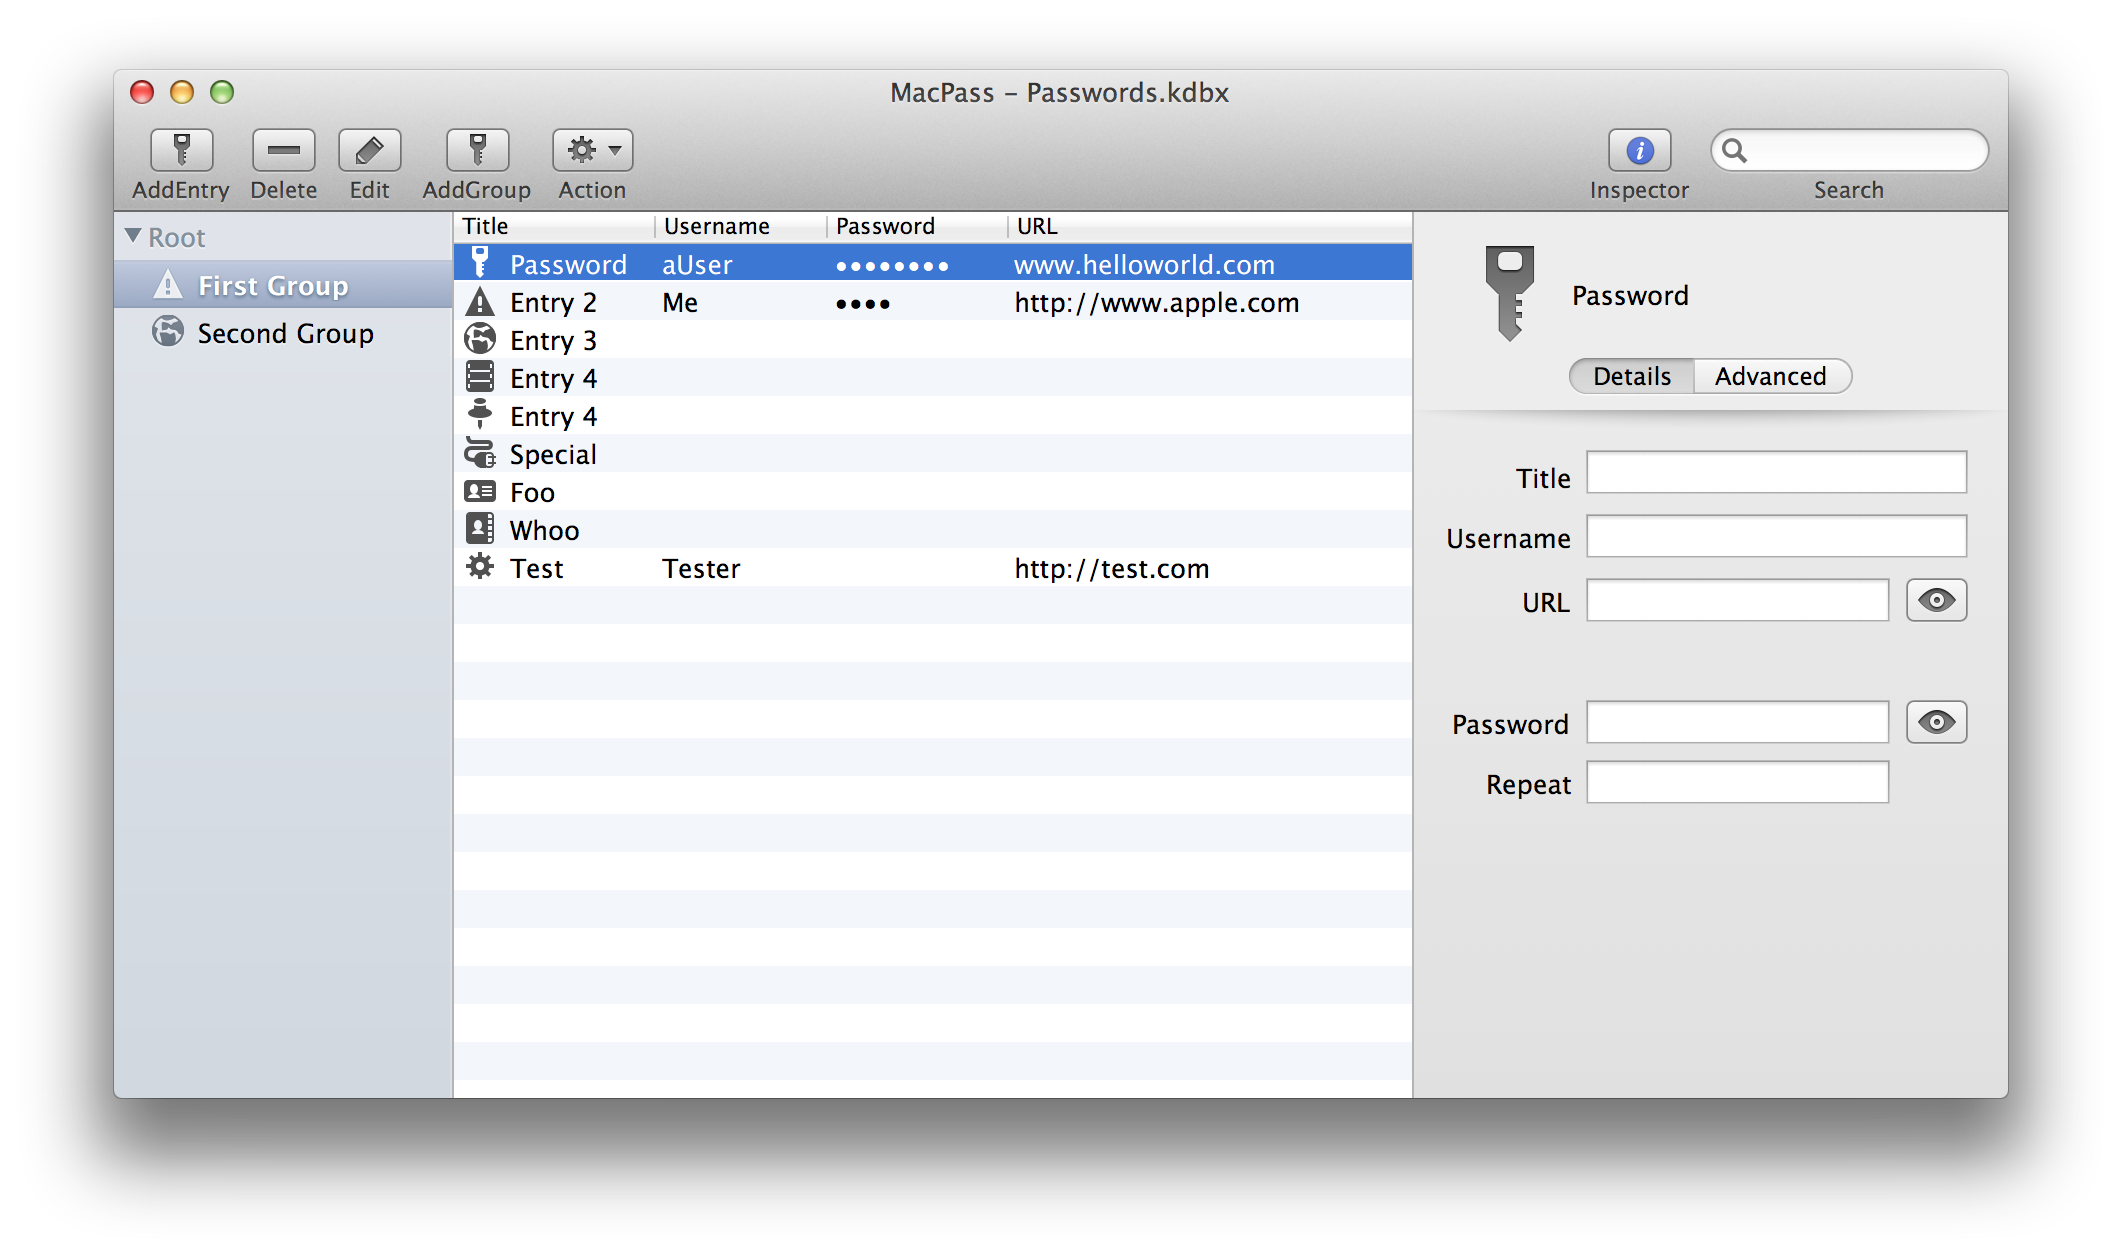 MacPass – Passwords.kdbx
AddEntry Delete Edit AddGroup Action Inspector Search
Root
First Group
Second Group
Title Username Password URL
Password aUser •••••••• www.helloworld.com
Entry 2 Me •••• http://www.apple.com
Entry 3
Entry 4
Entry 4
Special
Foo
Whoo
Test Tester http://test.com
Password
Details Advanced
Title
Username
URL
Password
Repeat